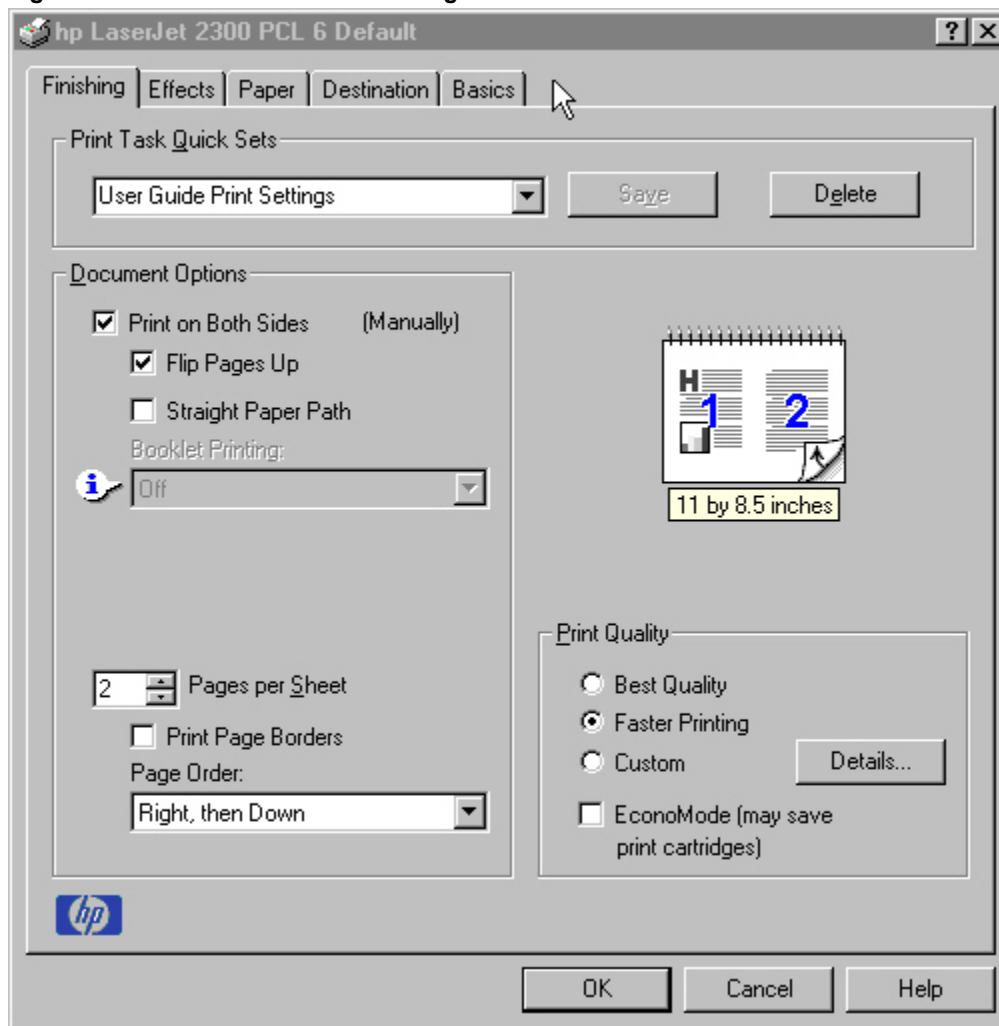 hp LaserJet 2300 PCL 6 Default
Finishing Effects Paper Destination Basics
Print Task Quick Sets
User Guide Print Settings Save Delete
Document Options
Print on Both Sides (Manually)
Flip Pages Up
Straight Paper Path
Booklet Printing:
Off
H
1 2
11 by 8.5 inches
2 Pages per Sheet
Print Page Borders
Page Order:
Right, then Down
Print Quality
Best Quality
Faster Printing
Custom Details...
EconoMode (may save
print cartridges)
hp
OK Cancel Help